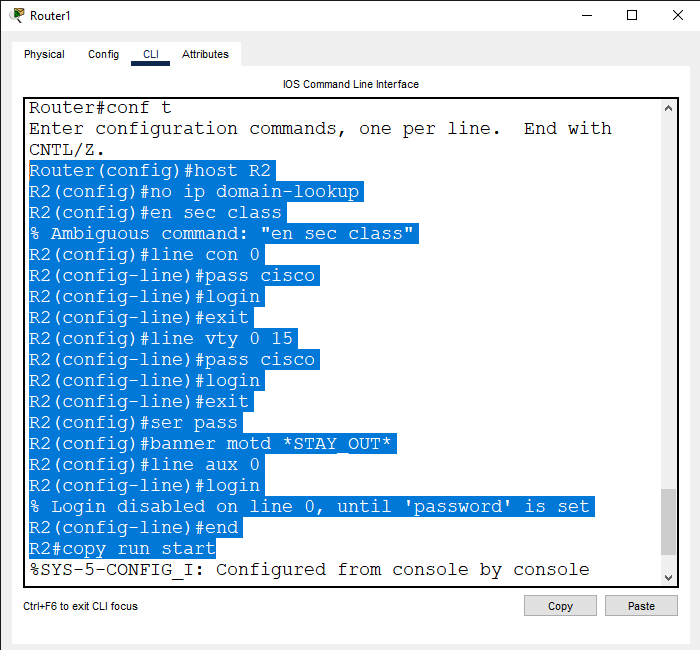 Router1
Physical Config CLI Attributes
IOS Command Line Interface
Router#conf t
Enter configuration commands, one per line.  End with
CNTL/Z.
Router(config)#host R2
R2(config)#no ip domain-lookup
R2(config)#en sec class
% Ambiguous command: "en sec class"
R2(config)#line con 0
R2(config-line)#pass cisco
R2(config-line)#login
R2(config-line)#exit
R2(config)#line vty 0 15
R2(config-line)#pass cisco
R2(config-line)#login
R2(config-line)#exit
R2(config)#ser pass
R2(config)#banner motd *STAY_OUT*
R2(config)#line aux 0
R2(config-line)#login
% Login disabled on line 0, until 'password' is set
R2(config-line)#end
R2#copy run start
%SYS-5-CONFIG_I: Configured from console by console
Ctrl+F6 to exit CLI focus
Copy Paste